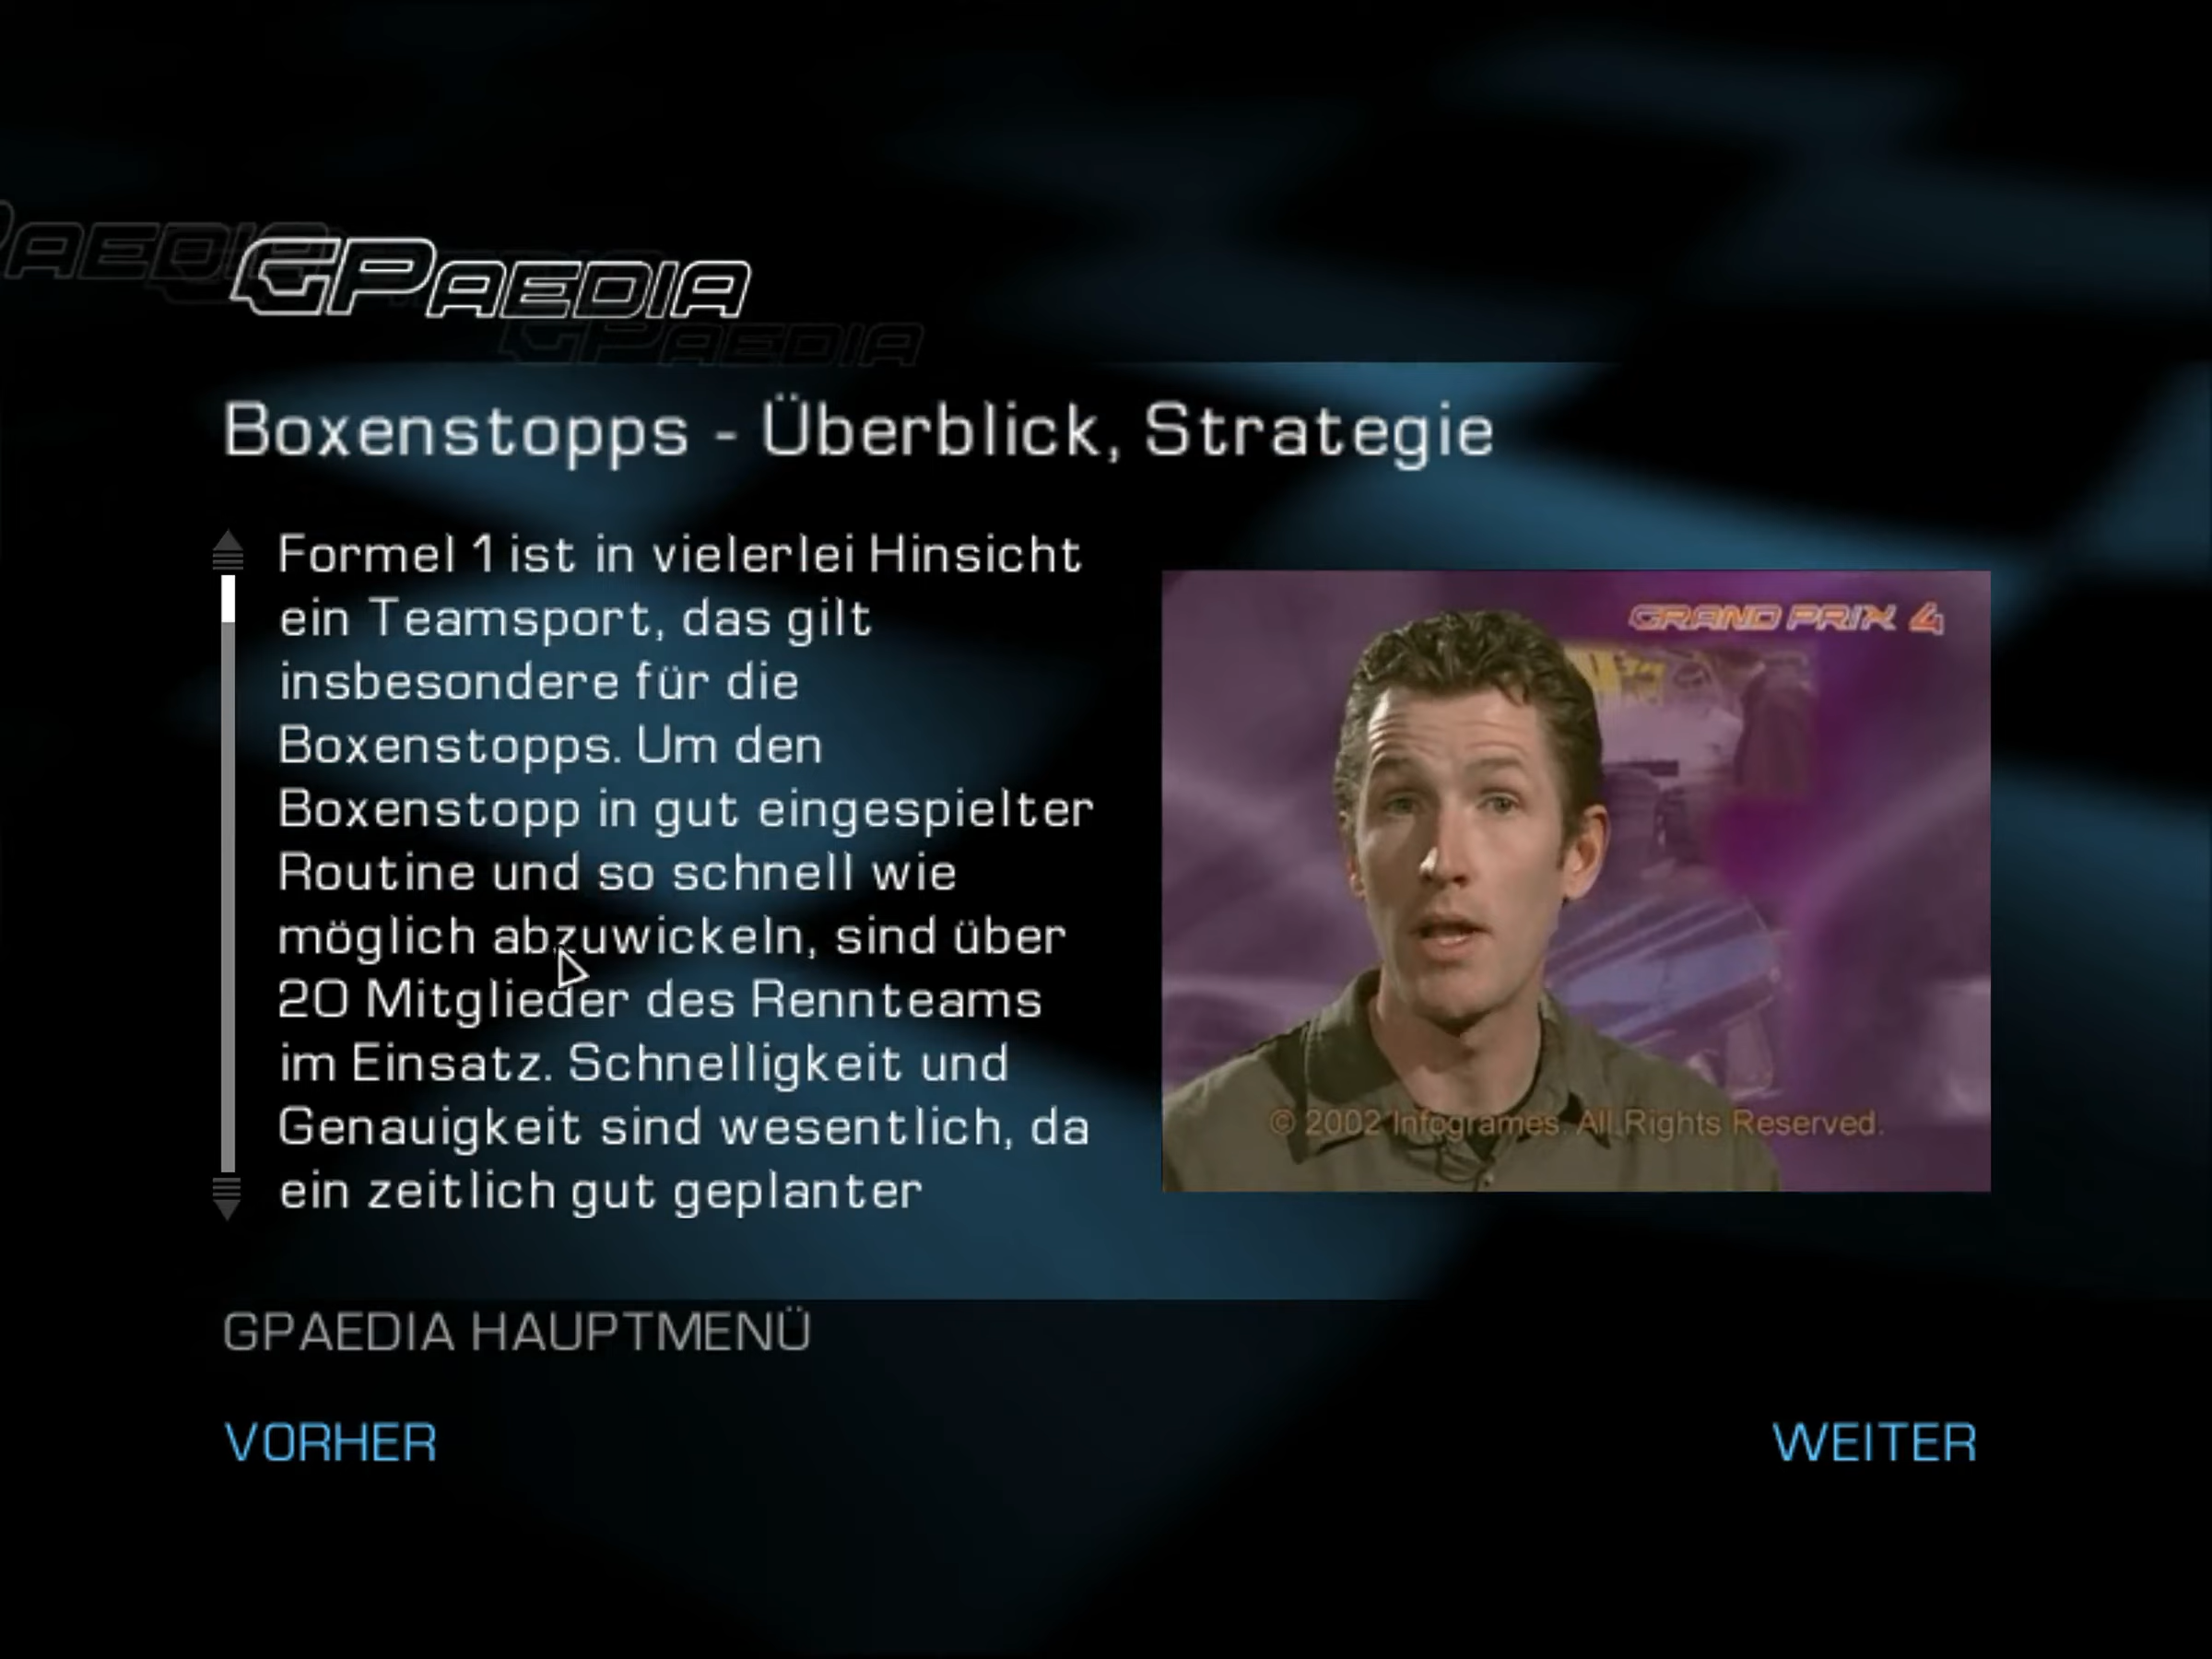 GPAEDIA
Boxenstopps - Überblick, Strategie
Formel 1 ist in vielerlei Hinsicht
ein Teamsport, das gilt
insbesondere für die
Boxenstopps. Um den
Boxenstopp in gut eingespielter
Routine und so schnell wie
möglich abzuwickeln, sind über
20 Mitglieder des Rennteams
im Einsatz. Schnelligkeit und
Genauigkeit sind wesentlich, da
ein zeitlich gut geplanter
GRAND PRIX 4
© 2002 Infogrames. All Rights Reserved.
GPAEDIA HAUPTMENÜ
VORHER
WEITER